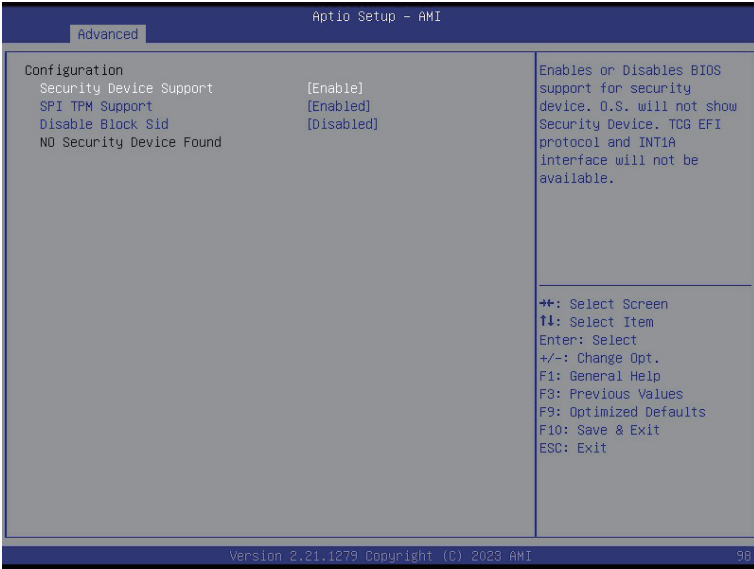 Aptio Setup – AMI
Advanced
Configuration
Security Device Support [Enable]
SPI TPM Support [Enabled]
Disable Block Sid [Disabled]
NO Security Device Found
Enables or Disables BIOS
support for security
device. O.S. will not show
Security Device. TCG EFI
protocol and INT1A
interface will not be
available.
→←: Select Screen
↑↓: Select Item
Enter: Select
+/-: Change Opt.
F1: General Help
F3: Previous Values
F9: Optimized Defaults
F10: Save & Exit
ESC: Exit
Version 2.21.1279 Copyright (C) 2023 AMI
98